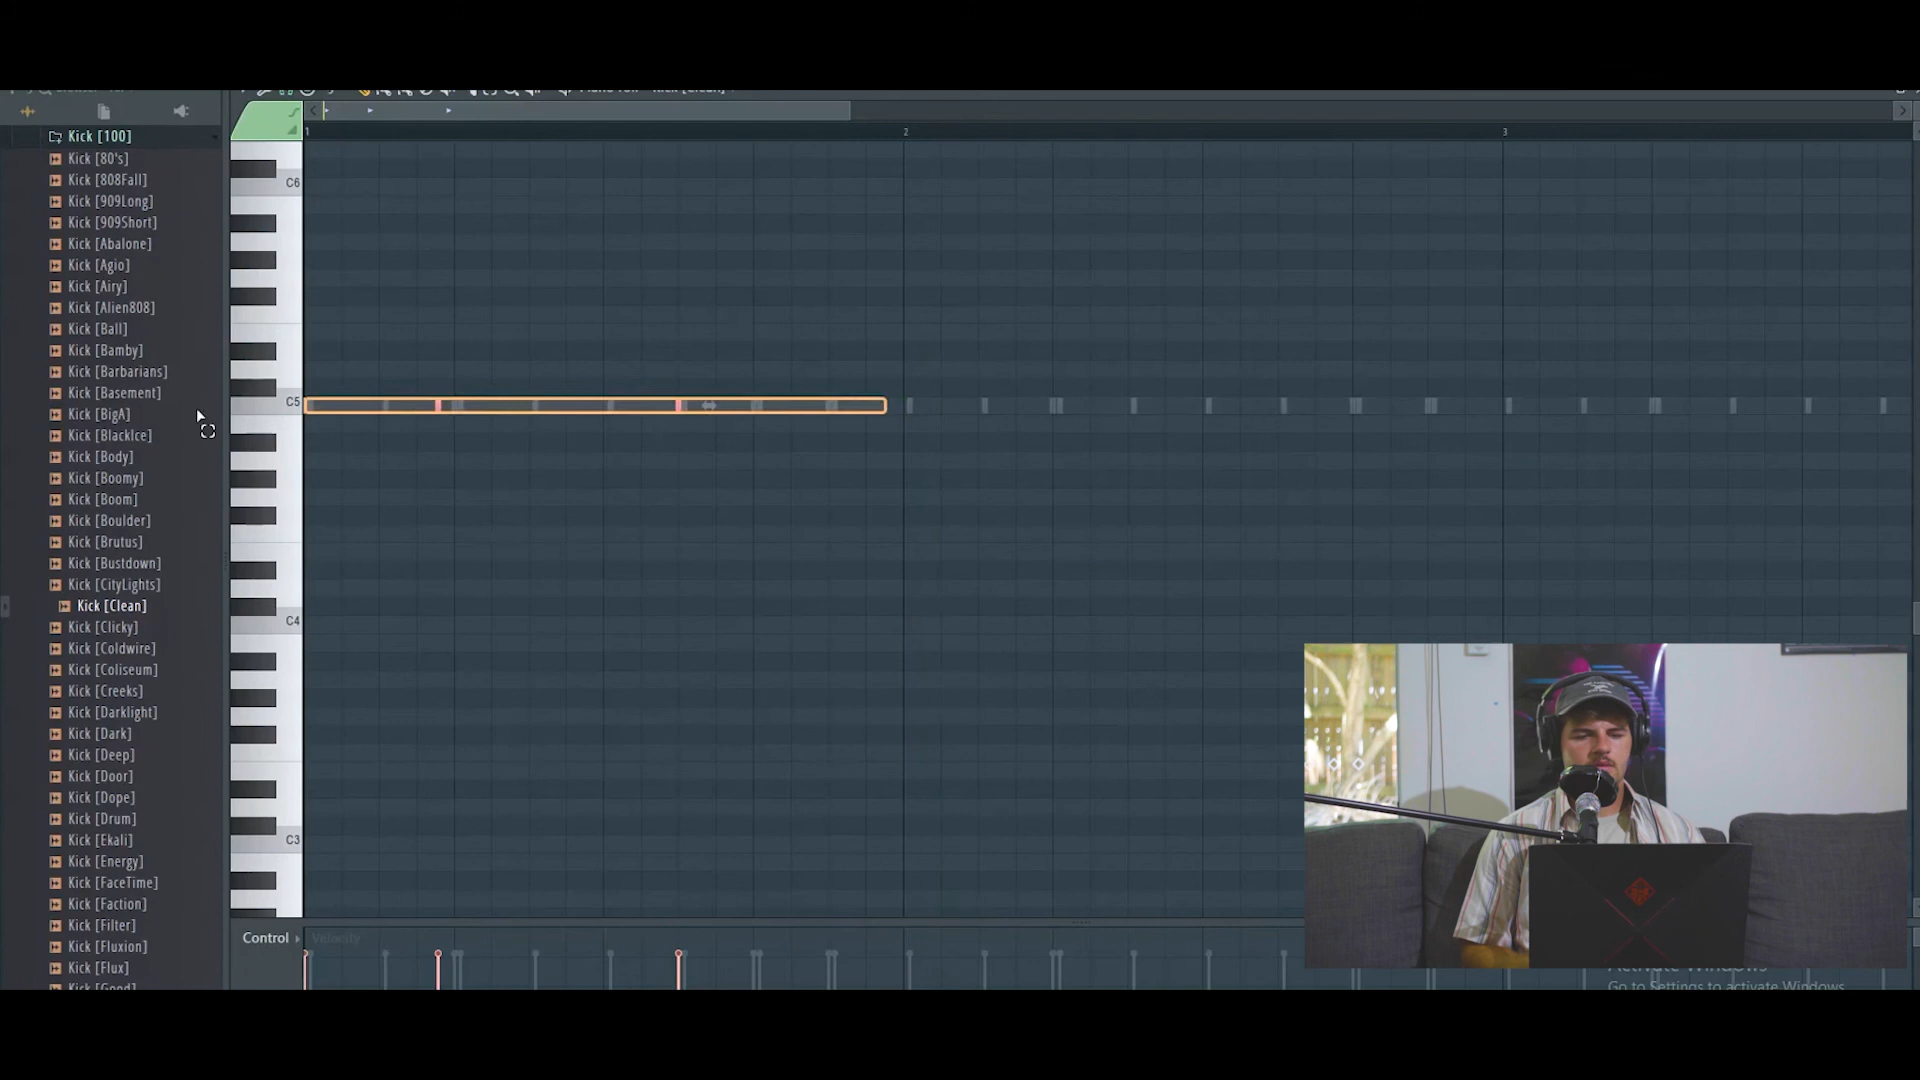 Kick [100]
Kick [80's]
Kick [808Fall]
Kick [909Long]
Kick [909Short]
Kick [Abalone]
Kick [Agio]
Kick [Airy]
Kick [Alien808]
Kick [Ball]
Kick [Bamby]
Kick [Barbarians]
Kick [Basement]
Kick [BigA]
Kick [BlackIce]
Kick [Body]
Kick [Boomy]
Kick [Boom]
Kick [Boulder]
Kick [Brutus]
Kick [Bustdown]
Kick [CityLights]
Kick [Clean]
Kick [Clicky]
Kick [Coldwire]
Kick [Coliseum]
Kick [Creeks]
Kick [Darklight]
Kick [Dark]
Kick [Deep]
Kick [Door]
Kick [Dope]
Kick [Drum]
Kick [Ekali]
Kick [Energy]
Kick [FaceTime]
Kick [Faction]
Kick [Filter]
Kick [Fluxion]
Kick [Flux]
Kick [Good]
1
2
3
C6
C5
C4
C3
Control
Velocity
Activate Windows
Go to Settings to activate Windows.